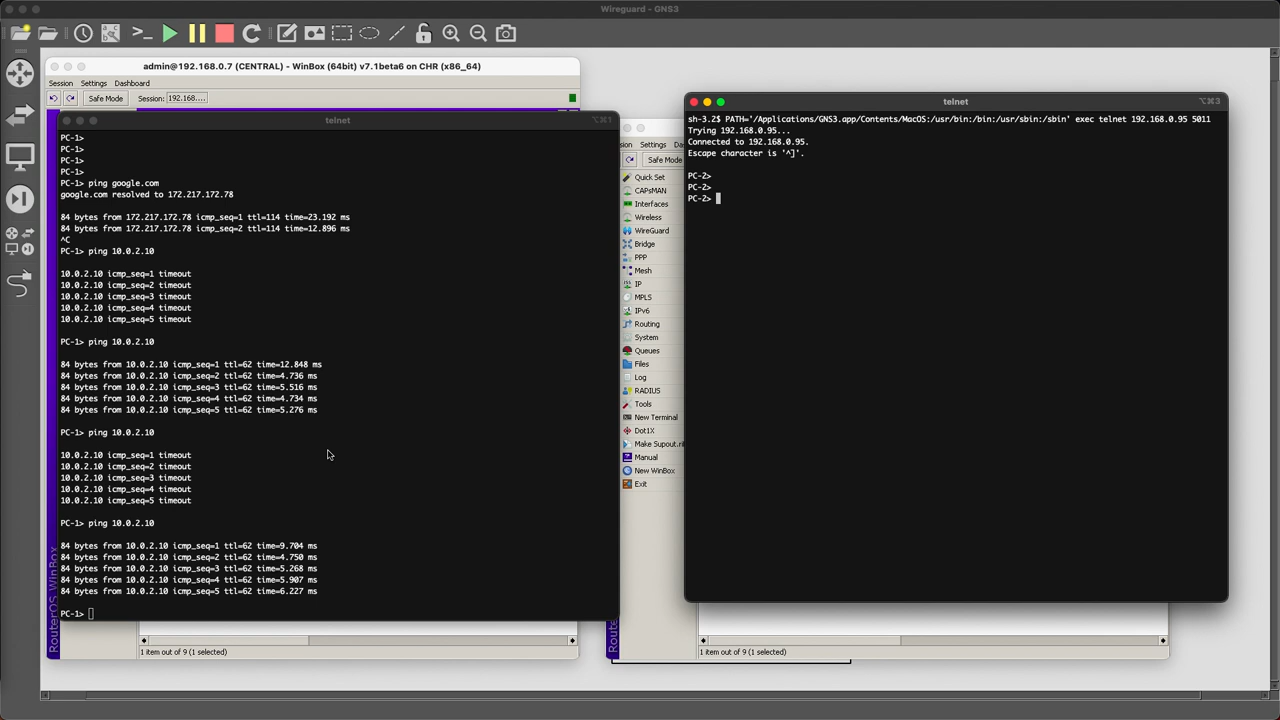 Wireguard - GNS3
admin@192.168.0.7 (CENTRAL) - WinBox (64bit) v7.1beta6 on CHR (x86_64)
Session Settings Dashboard
Safe Mode Session: 192.168....
telnet ⌥⌘1
PC-1>
PC-1>
PC-1>
PC-1>
PC-1> ping google.com
google.com resolved to 172.217.172.78
84 bytes from 172.217.172.78 icmp_seq=1 ttl=114 time=23.192 ms
84 bytes from 172.217.172.78 icmp_seq=2 ttl=114 time=12.896 ms
^C
PC-1> ping 10.0.2.10
10.0.2.10 icmp_seq=1 timeout
10.0.2.10 icmp_seq=2 timeout
10.0.2.10 icmp_seq=3 timeout
10.0.2.10 icmp_seq=4 timeout
10.0.2.10 icmp_seq=5 timeout
PC-1> ping 10.0.2.10
84 bytes from 10.0.2.10 icmp_seq=1 ttl=62 time=12.848 ms
84 bytes from 10.0.2.10 icmp_seq=2 ttl=62 time=4.736 ms
84 bytes from 10.0.2.10 icmp_seq=3 ttl=62 time=5.516 ms
84 bytes from 10.0.2.10 icmp_seq=4 ttl=62 time=4.734 ms
84 bytes from 10.0.2.10 icmp_seq=5 ttl=62 time=5.276 ms
PC-1> ping 10.0.2.10
10.0.2.10 icmp_seq=1 timeout
10.0.2.10 icmp_seq=2 timeout
10.0.2.10 icmp_seq=3 timeout
10.0.2.10 icmp_seq=4 timeout
10.0.2.10 icmp_seq=5 timeout
PC-1> ping 10.0.2.10
84 bytes from 10.0.2.10 icmp_seq=1 ttl=62 time=9.704 ms
84 bytes from 10.0.2.10 icmp_seq=2 ttl=62 time=4.750 ms
84 bytes from 10.0.2.10 icmp_seq=3 ttl=62 time=5.268 ms
84 bytes from 10.0.2.10 icmp_seq=4 ttl=62 time=5.907 ms
84 bytes from 10.0.2.10 icmp_seq=5 ttl=62 time=6.227 ms
PC-1>
RouterOS WinBox
1 item out of 9 (1 selected)
Settings Da
Safe Mode
Quick Set
CAPsMAN
Interfaces
Wireless
WireGuard
Bridge
PPP
Mesh
IP
MPLS
IPv6
Routing
System
Queues
Files
Log
RADIUS
Tools
New Terminal
Dot1X
Make Supout.ri
Manual
New WinBox
Exit
Rou
1 item out of 9 (1 selected)
telnet ⌥⌘3
sh-3.2$ PATH='/Applications/GNS3.app/Contents/MacOS:/usr/bin:/bin:/usr/sbin:/sbin' exec telnet 192.168.0.95 5011
Trying 192.168.0.95...
Connected to 192.168.0.95.
Escape character is '^]'.
PC-2>
PC-2>
PC-2>